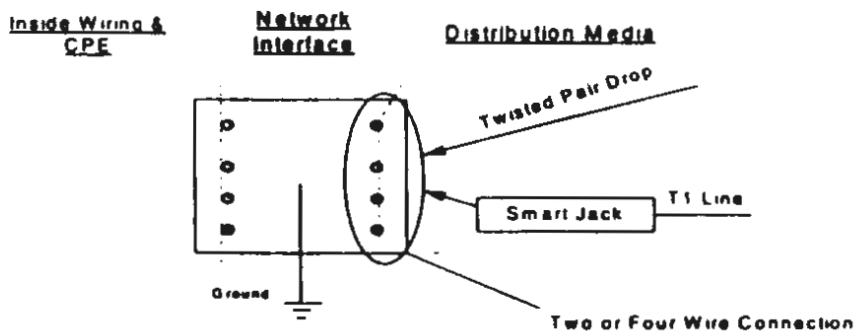 Inside Wiring &
CPE
Network
Interface
Distribution Media
Twisted Pair Drop
Smart Jack
T1 Line
Ground
Two or Four Wire Connection